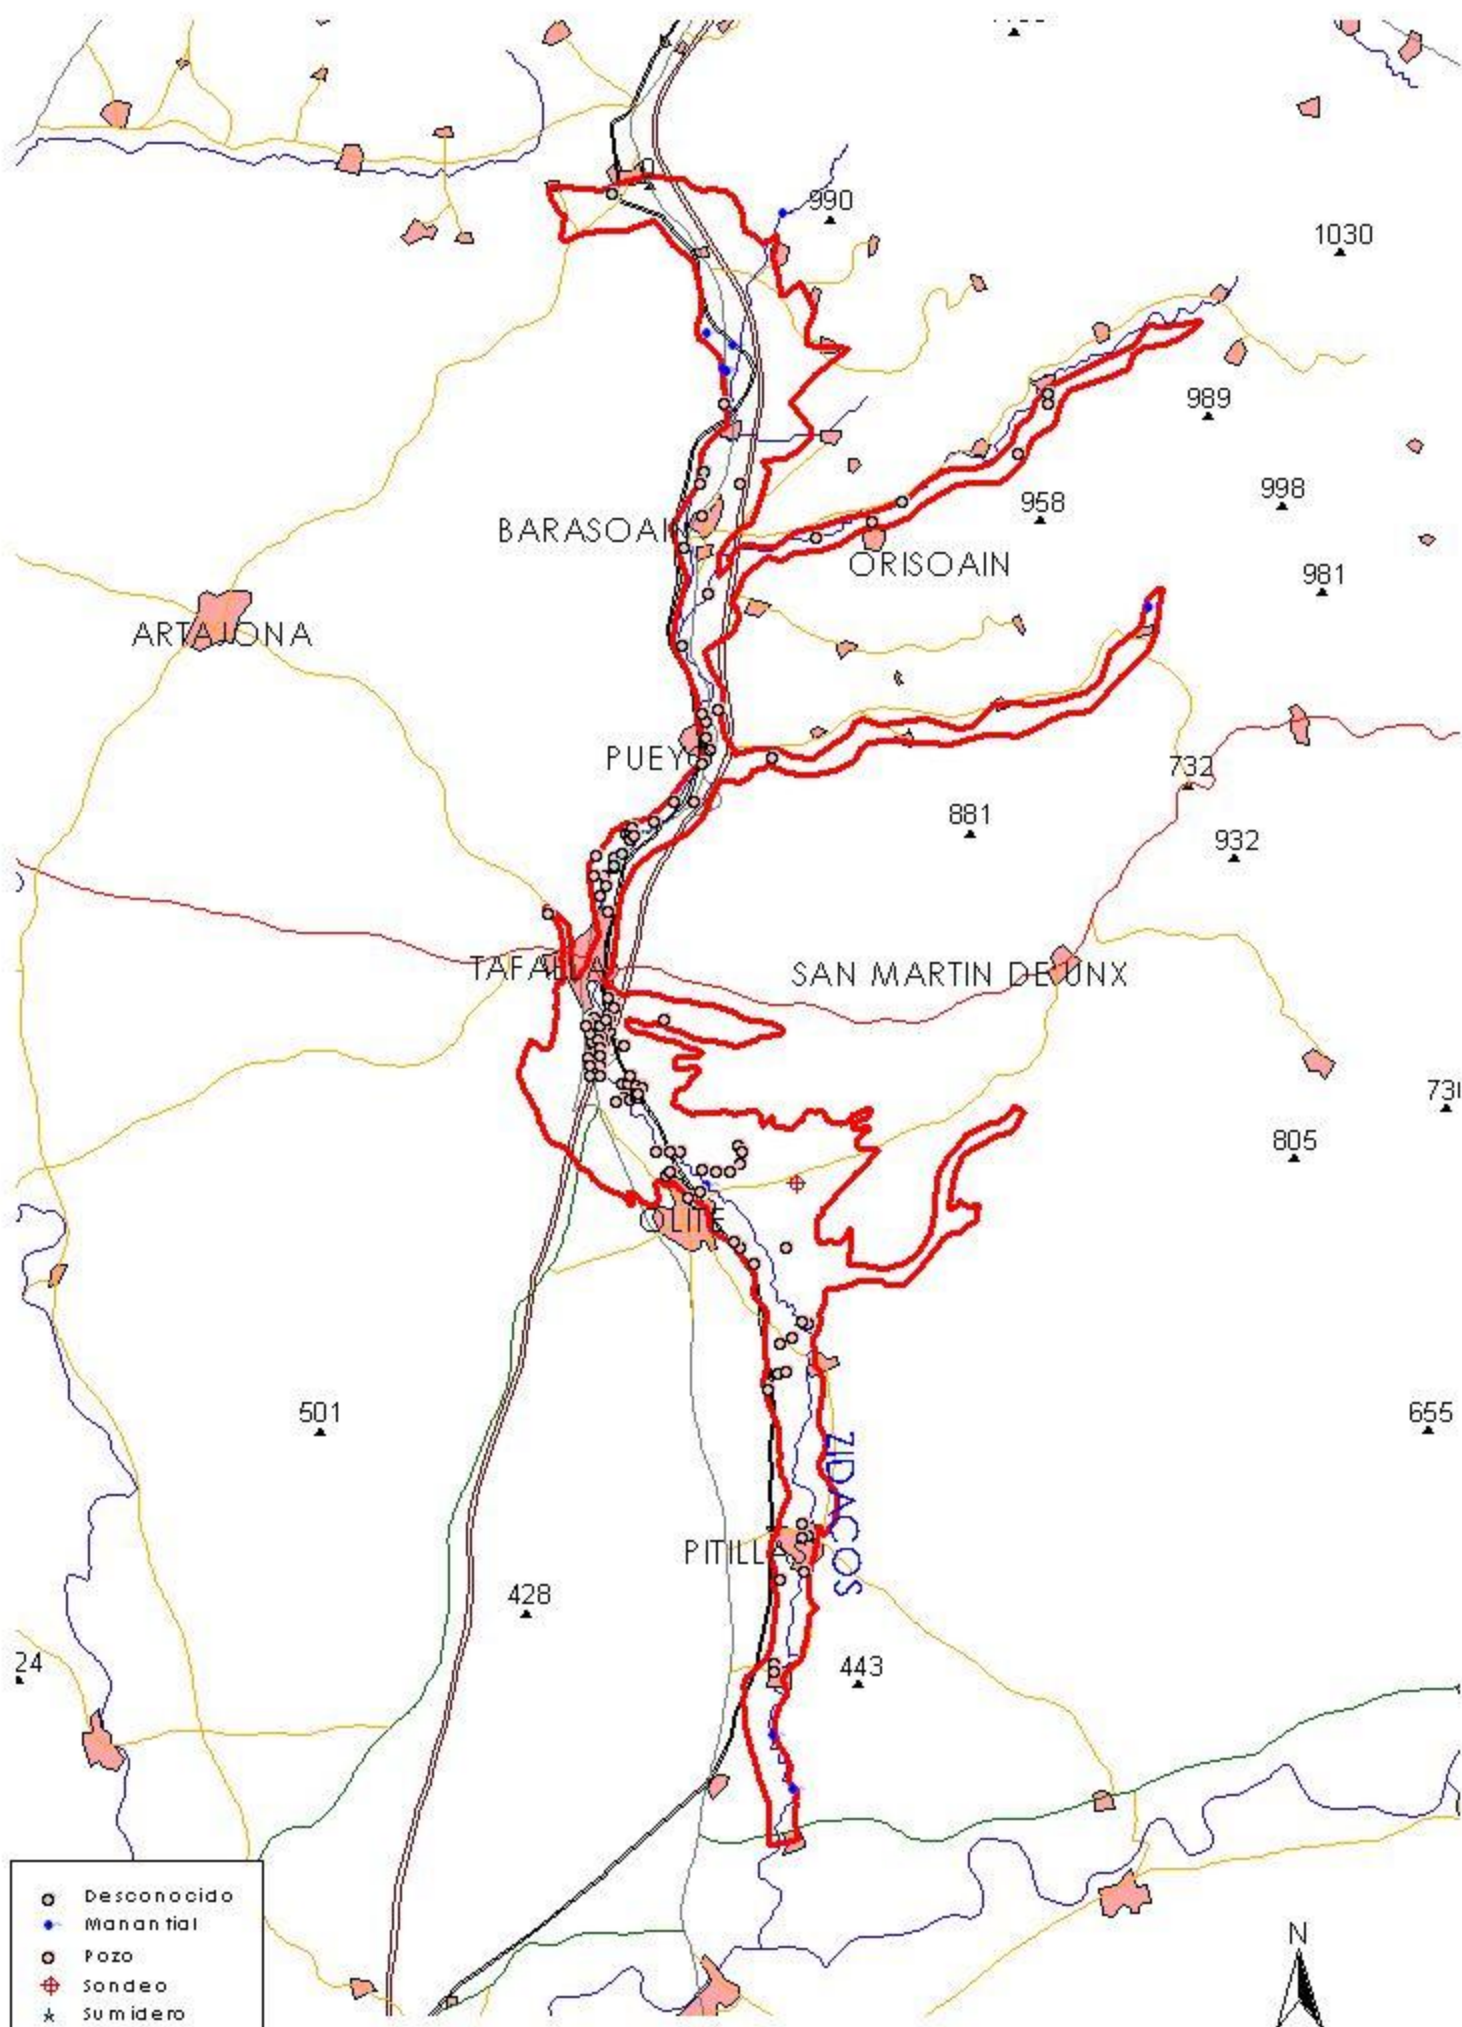 990
1030
989
998
958
BARASOAIN
ORISOAIN
981
ARTAJONA
PUEYO
732
881
932
TAFALLA
SAN MARTIN DE UNX
805
OLITE
501
655
ZIDACOS
PITILLAS
428
24
443
Desconocido
Manantial
Pozo
Sondeo
Sumidero
N